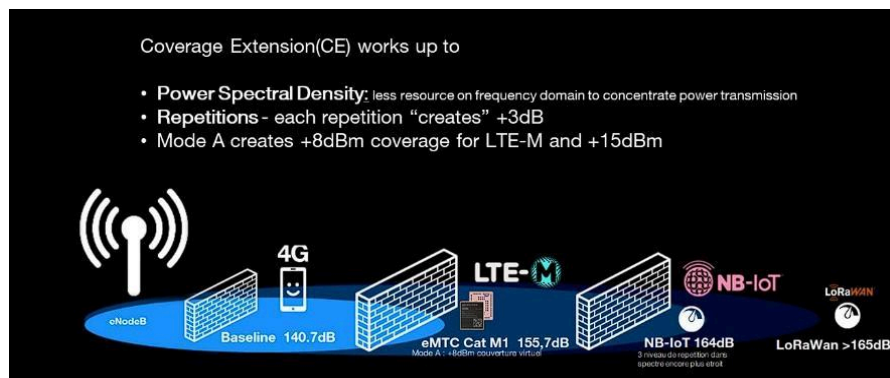 Coverage Extension(CE) works up to
• Power Spectral Density: less resource on frequency domain to concentrate power transmission
• Repetitions - each repetition “creates” +3dB
• Mode A creates +8dBm coverage for LTE-M and +15dBm
4G
LTE-M
NB-IoT
LoRaWAN
eNodeB
Baseline 140.7dB
eMTC Cat M1 155,7dB
Mode A : +8dBm couverture virtuel
NB-IoT 164dB
3 niveau de repetition dans
spectre encore plus etroit
LoRaWan >165dB